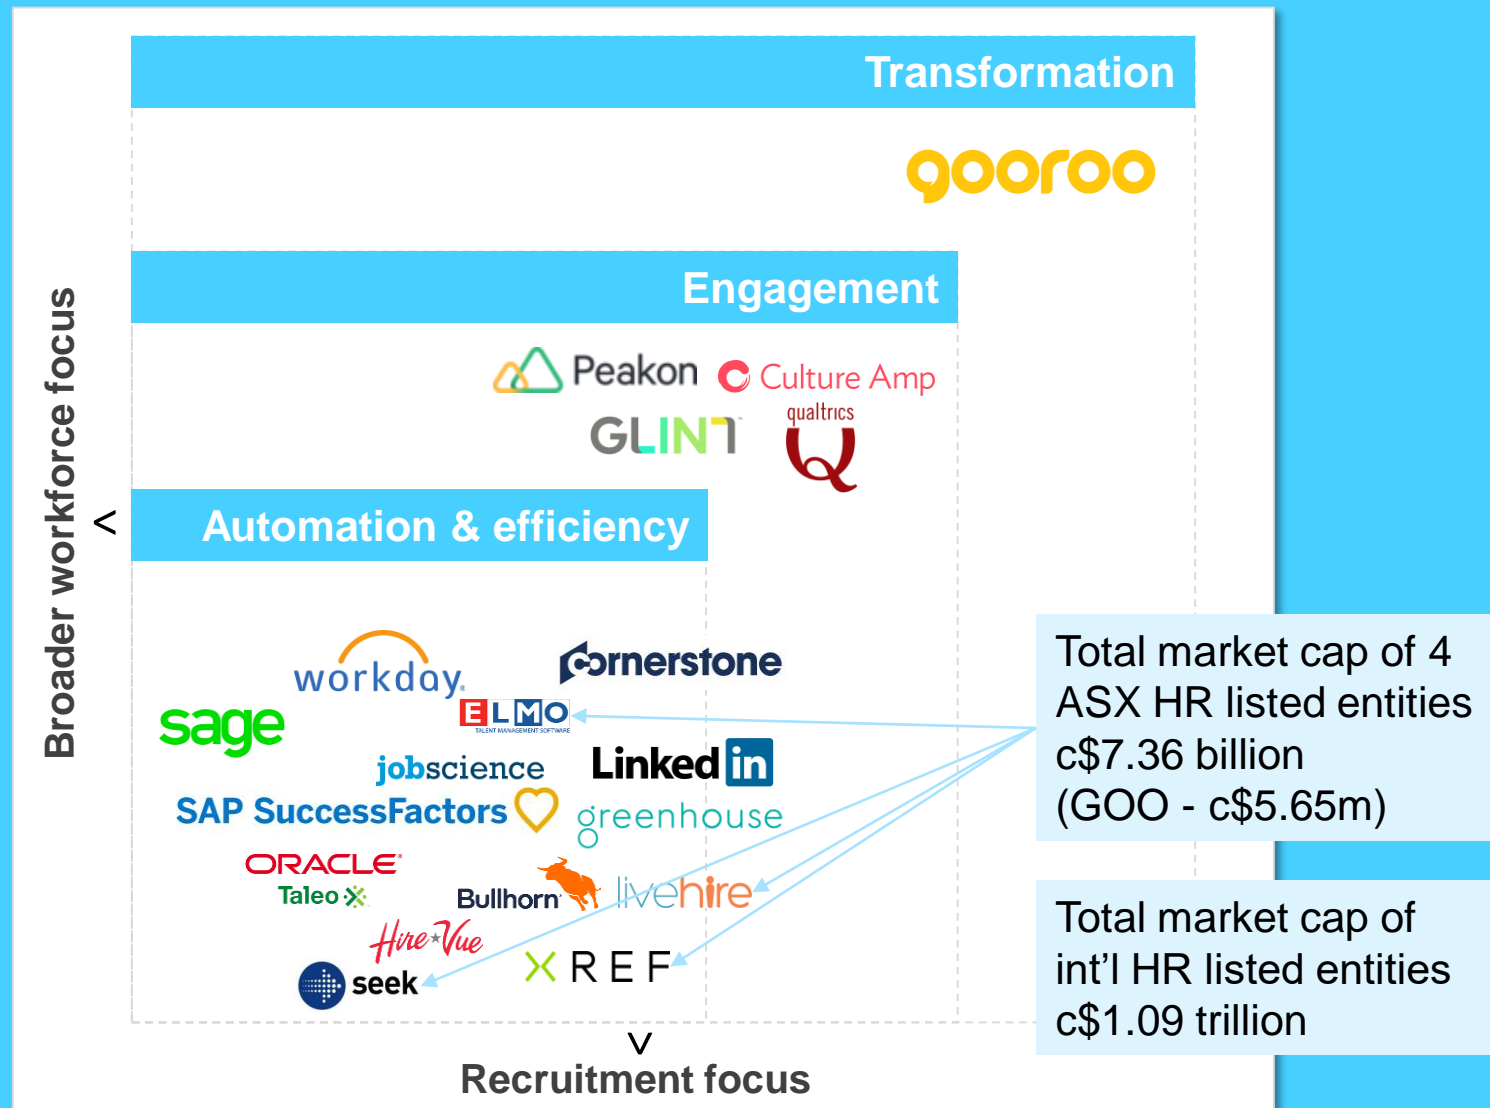 Transformation
gooroo
Engagement
Peakon
Culture Amp
GLINT
qualtrics
Q
Broader workforce focus
<
Automation & efficiency
workday
cornerstone
sage
ELMO
TALENT MANAGEMENT SOFTWARE
jobscience
Linked in
SAP SuccessFactors
greenhouse
ORACLE
Taleo
Bullhorn
livehire
Hire Vue
XREF
seek
Total market cap of 4
ASX HR listed entities
c$7.36 billion
(GOO - c$5.65m)
Total market cap of
int'l HR listed entities
c$1.09 trillion
V
Recruitment focus